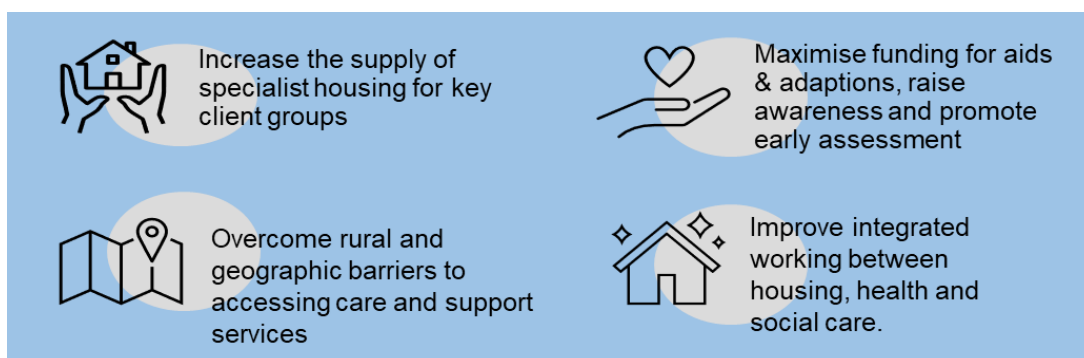 Increase the supply of
specialist housing for key
client groups
Maximise funding for aids
& adaptions, raise
awareness and promote
early assessment
Overcome rural and
geographic barriers to
accessing care and support
services
Improve integrated
working between
housing, health and
social care.